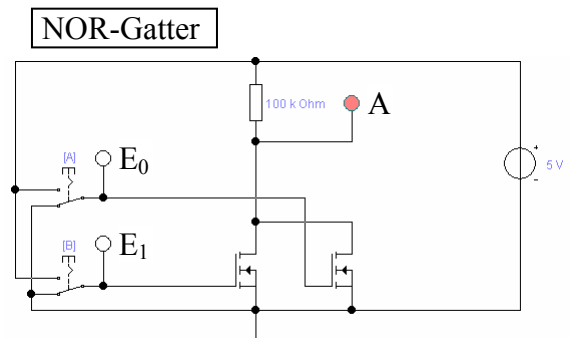 NOR-Gatter
100 k Ohm
A
+
5 V
-
[A]
E₀
[B]
E₁